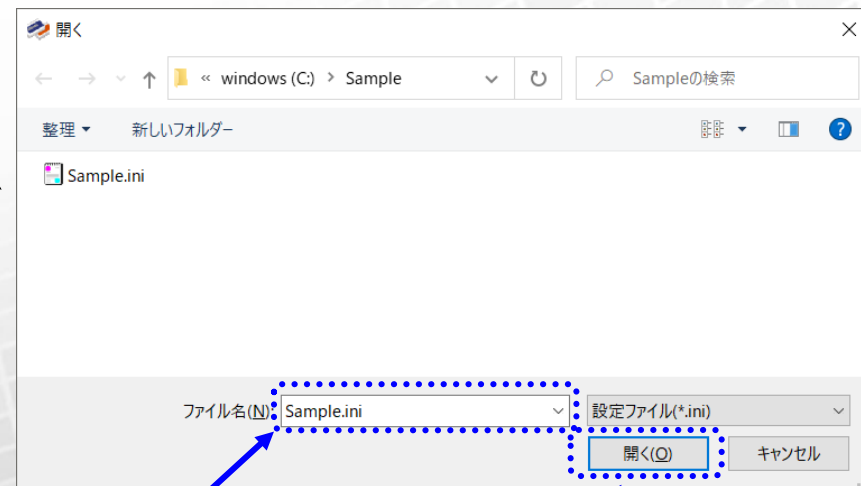 開く
« windows (C:) > Sample
Sampleの検索
整理
新しいフォルダー
Sample.ini
ファイル名(N): Sample.ini
設定ファイル(*.ini)
開く(O)
キャンセル